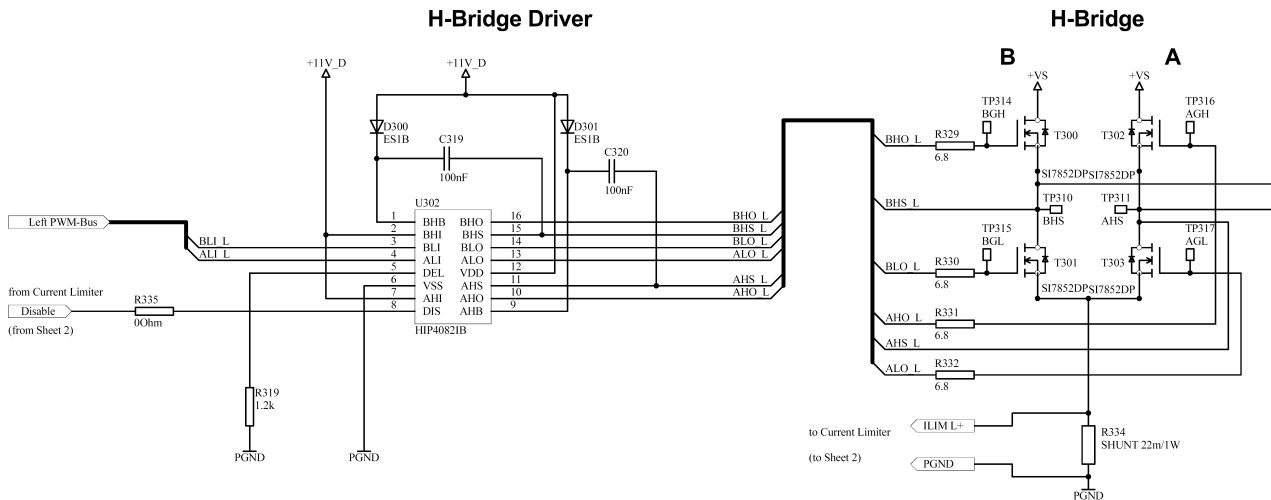 H-Bridge Driver
H-Bridge
B
A
+11V_D
+11V_D
+VS
+VS
D300
ES1B
C319
100nF
D301
ES1B
C320
100nF
TP314
BGH
T300
T302
TP316
AGH
BHO_L
R329
6.8
SI7852DP
SI7852DP
U302
Left PWM-Bus
BLI_L
ALI_L
1
BHB
BHO
16
BHO_L
2
BHI
BHS
15
BHS_L
3
BLI
BLO
14
BLO_L
4
ALI
ALO
13
ALO_L
5
DEL
VDD
12
6
VSS
AHS
11
AHS_L
7
AHI
AHO
10
AHO_L
8
DIS
AHB
9
HIP4082IB
BHS_L
TP310
BHS
TP311
AHS
TP315
BGL
T301
T303
TP317
AGL
BLO_L
R330
6.8
SI7852DP
SI7852DP
from Current Limiter
Disable
(from Sheet 2)
R335
0Ohm
AHO_L
R331
6.8
AHS_L
ALO_L
R332
6.8
R319
1.2k
PGND
PGND
to Current Limiter
(to Sheet 2)
ILIM L+
PGND
R334
SHUNT 22m/1W
PGND